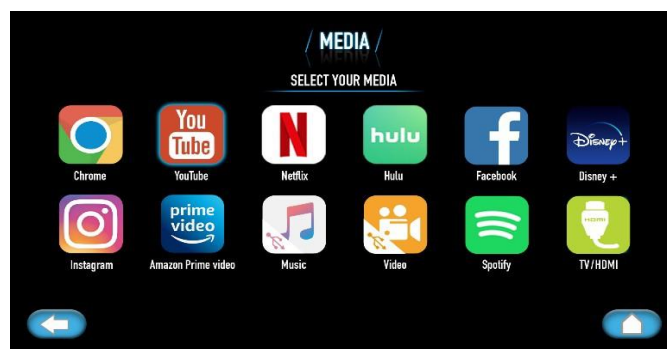 / MEDIA /
SELECT YOUR MEDIA
You
Tube
hulu
Disney+
Chrome
YouTube
Netflix
Hulu
Facebook
Disney +
prime
video
HDMI
Instagram
Amazon Prime video
Music
Video
Spotify
TV/HDMI